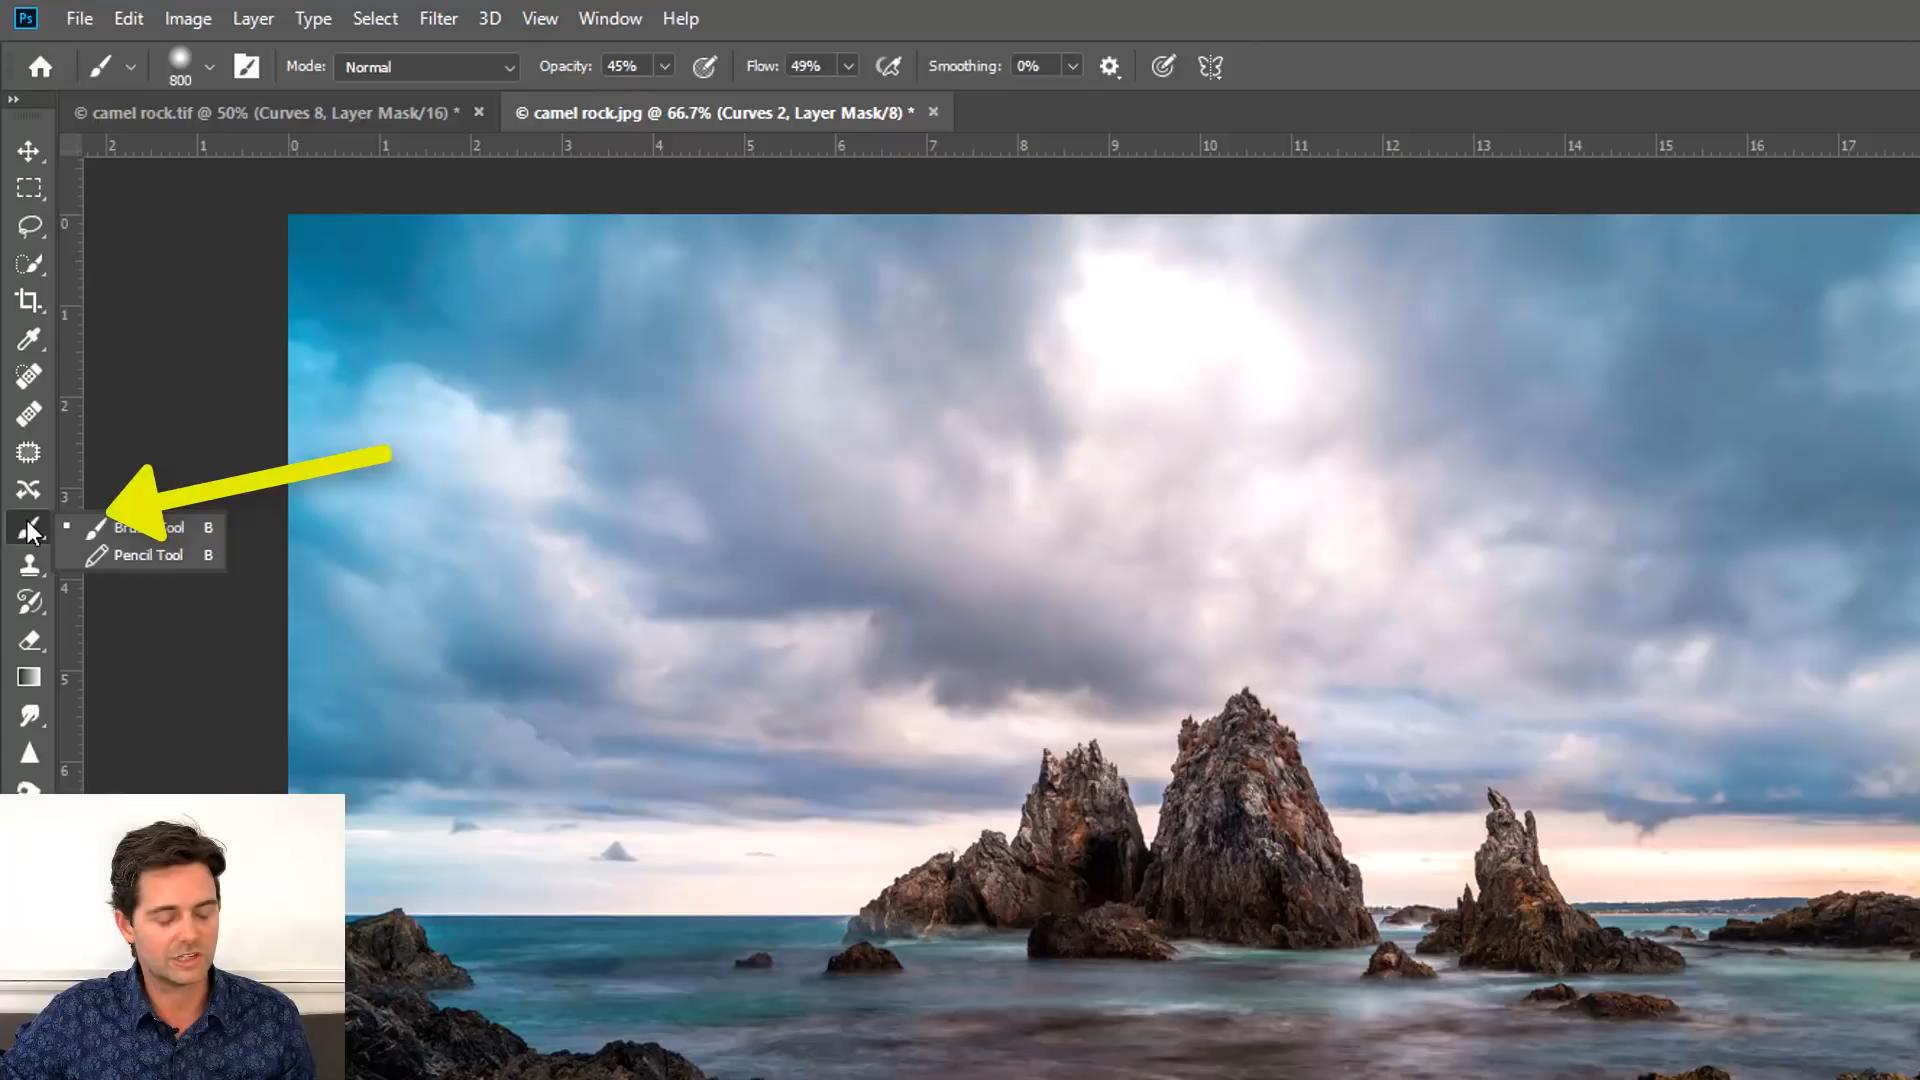 Ps File Edit Image Layer Type Select Filter 3D View Window Help
800 Mode: Normal Opacity: 45% Flow: 49% Smoothing: 0%
© camel rock.tif @ 50% (Curves 8, Layer Mask/16) * × © camel rock.jpg @ 66.7% (Curves 2, Layer Mask/8) * ×
2 1 0 1 2 3 4 5 6 7 8 9 10 11 12 13 14 15 16 17
0
1
2
3
4
5
6
B
Pencil Tool B